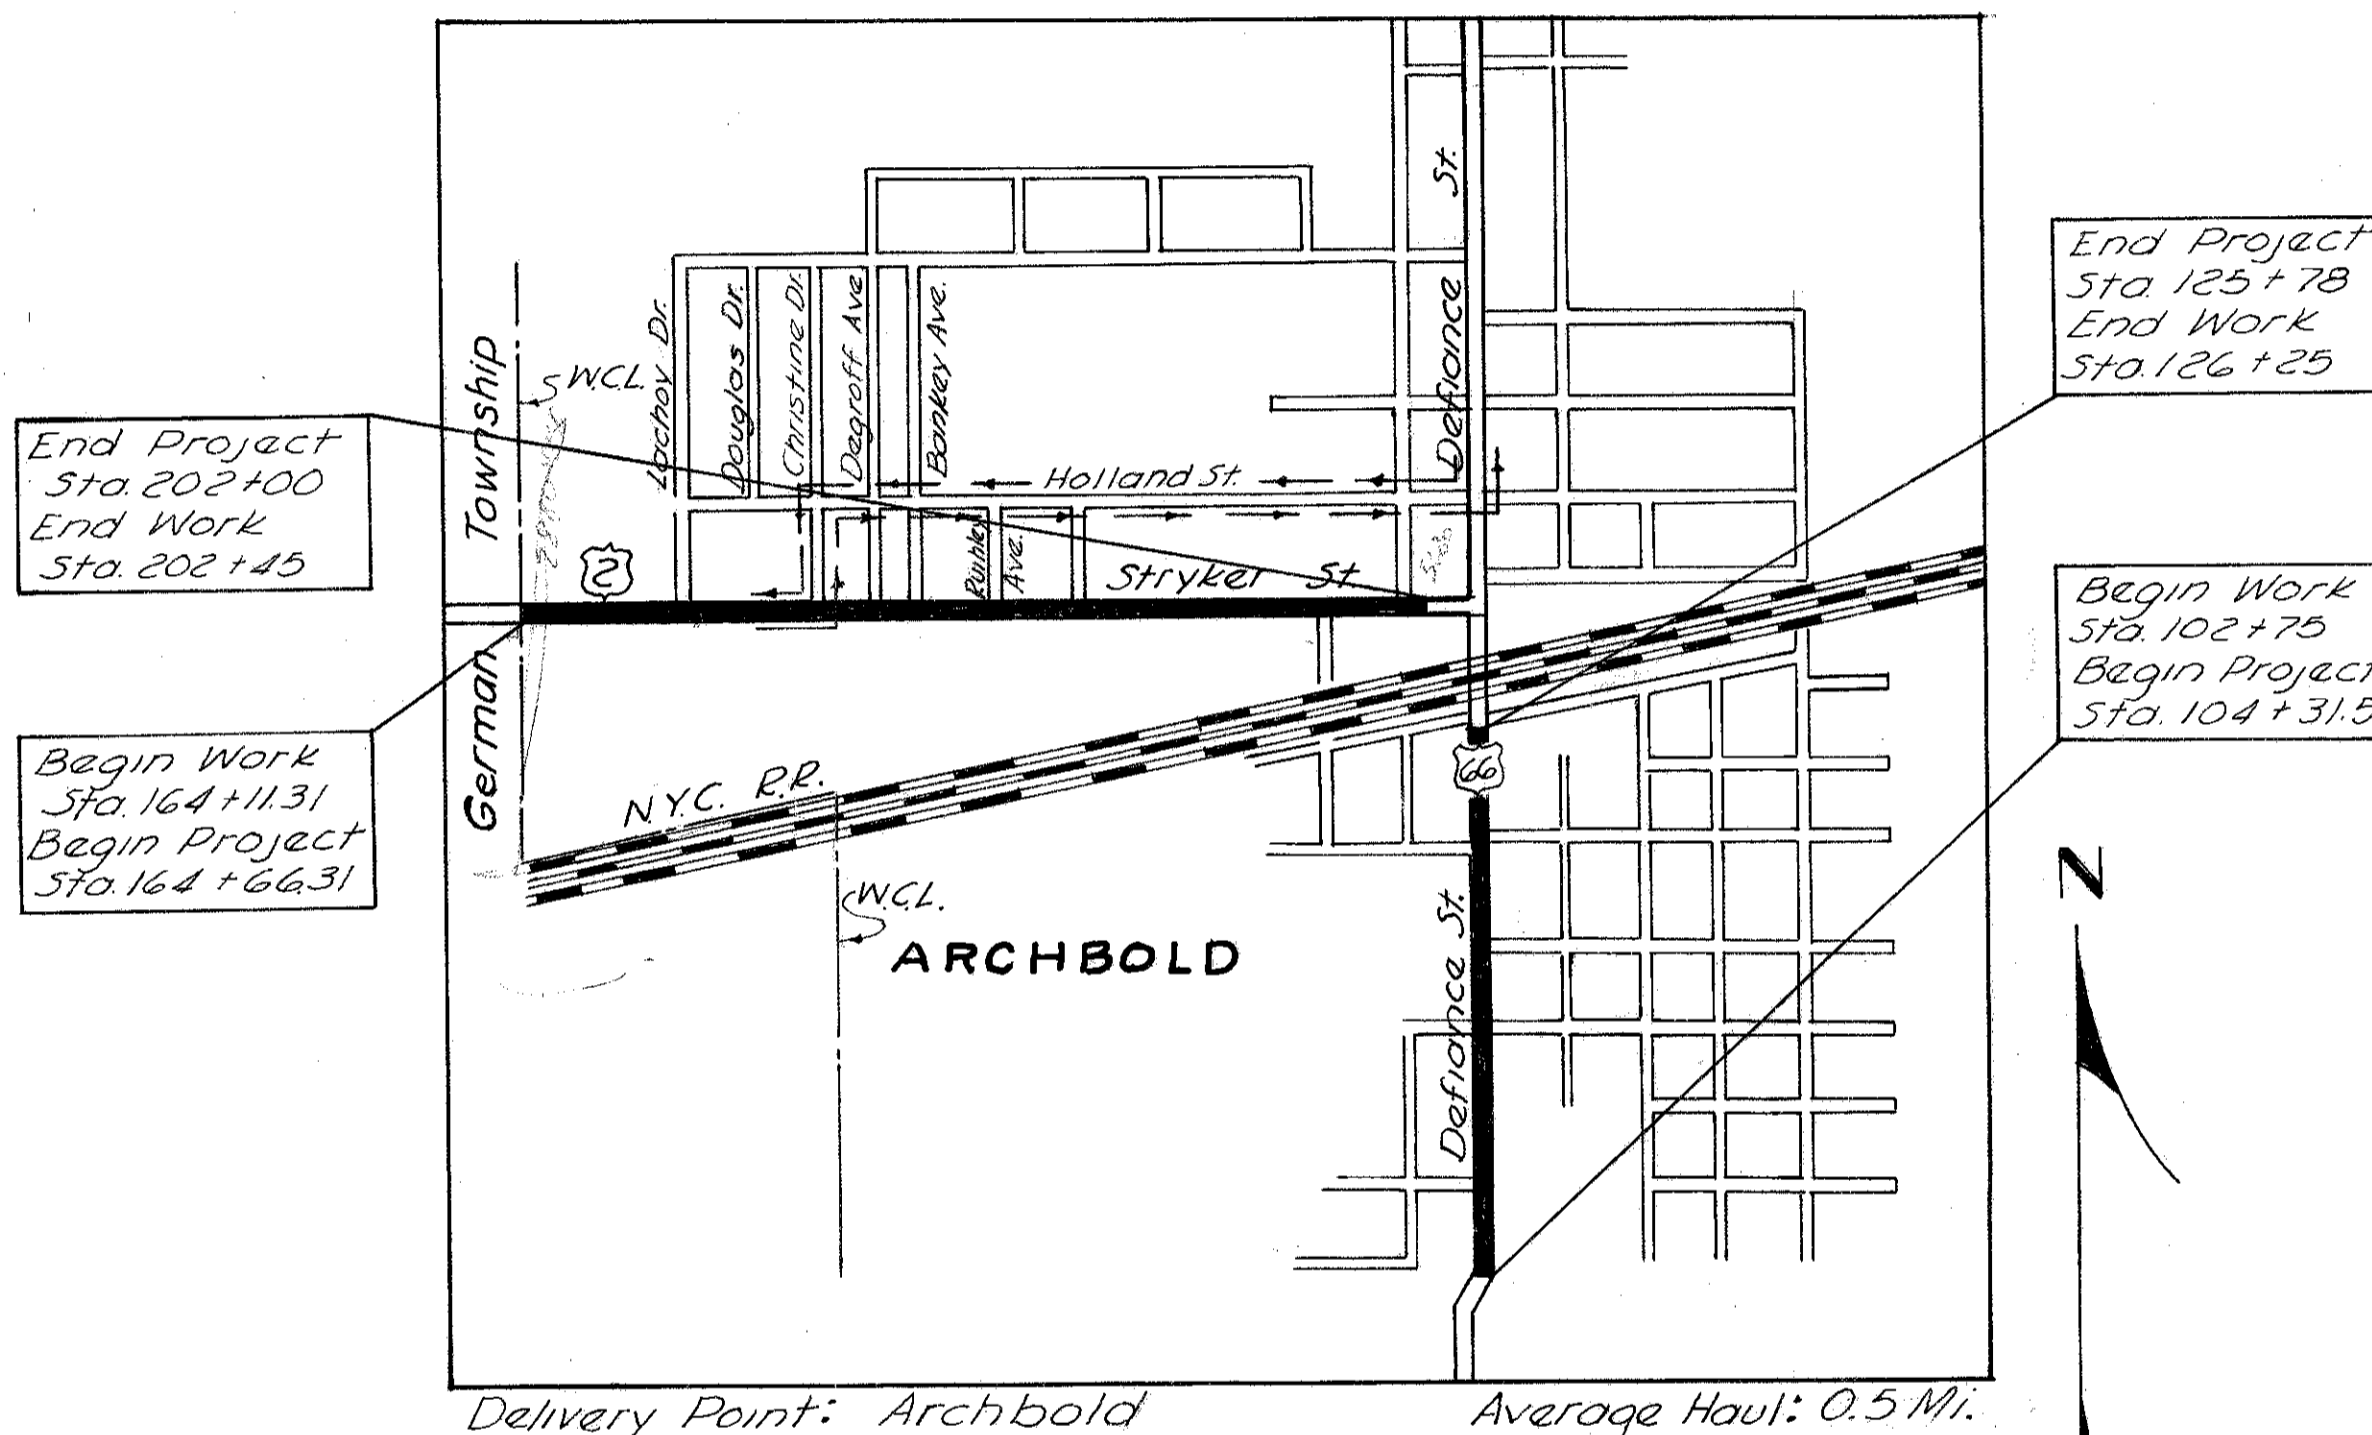 End Project
Sta. 202+00
End Work
Sta. 202+45
Begin Work
Sta. 164+11.31
Begin Project
Sta. 164+66.31
End Project
Sta. 125+78
End Work
Sta. 126+25
Begin Work
Sta. 102+75
Begin Project
Sta. 104+31.5
German Township
W.C.L.
Lachoy Dr.
Douglas Dr.
Christine Dr.
Degroff Ave
Bankey Ave.
Defiance St.
Holland St.
Ave.
2
Stryker St
66
N.Y.C. R.R.
W.C.L.
ARCHBOLD
Defiance St.
N
Delivery Point: Archbold
Average Haul: 0.5 Mi.